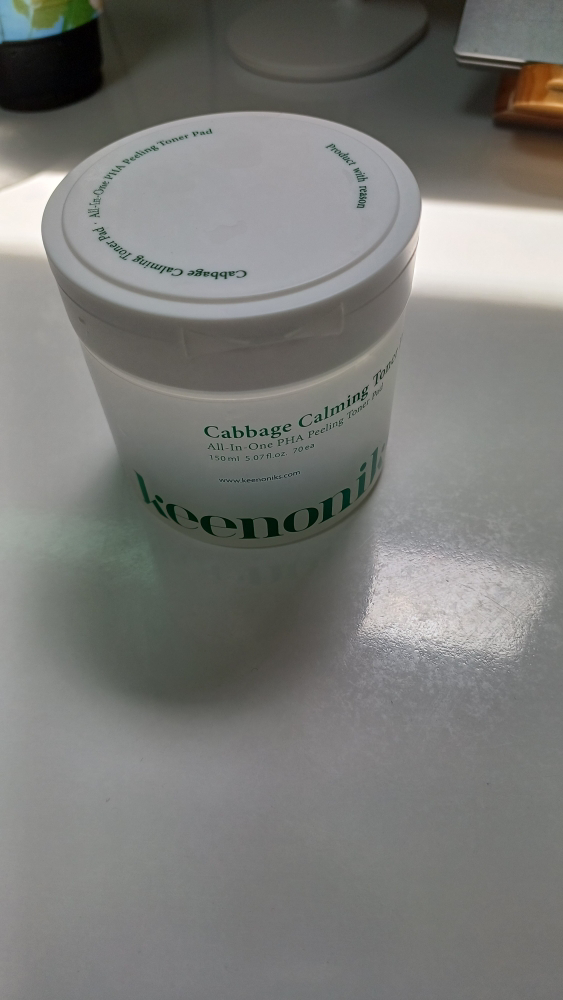 Cabbage Calming Toner Pad · All-In-One PHA Peeling Toner Pad
Product with reason
Cabbage Calming Toner
All-In-One PHA Peeling Toner Pad
150ml 5.07fl.oz. 70ea
www.keenoniks.com
keenonik